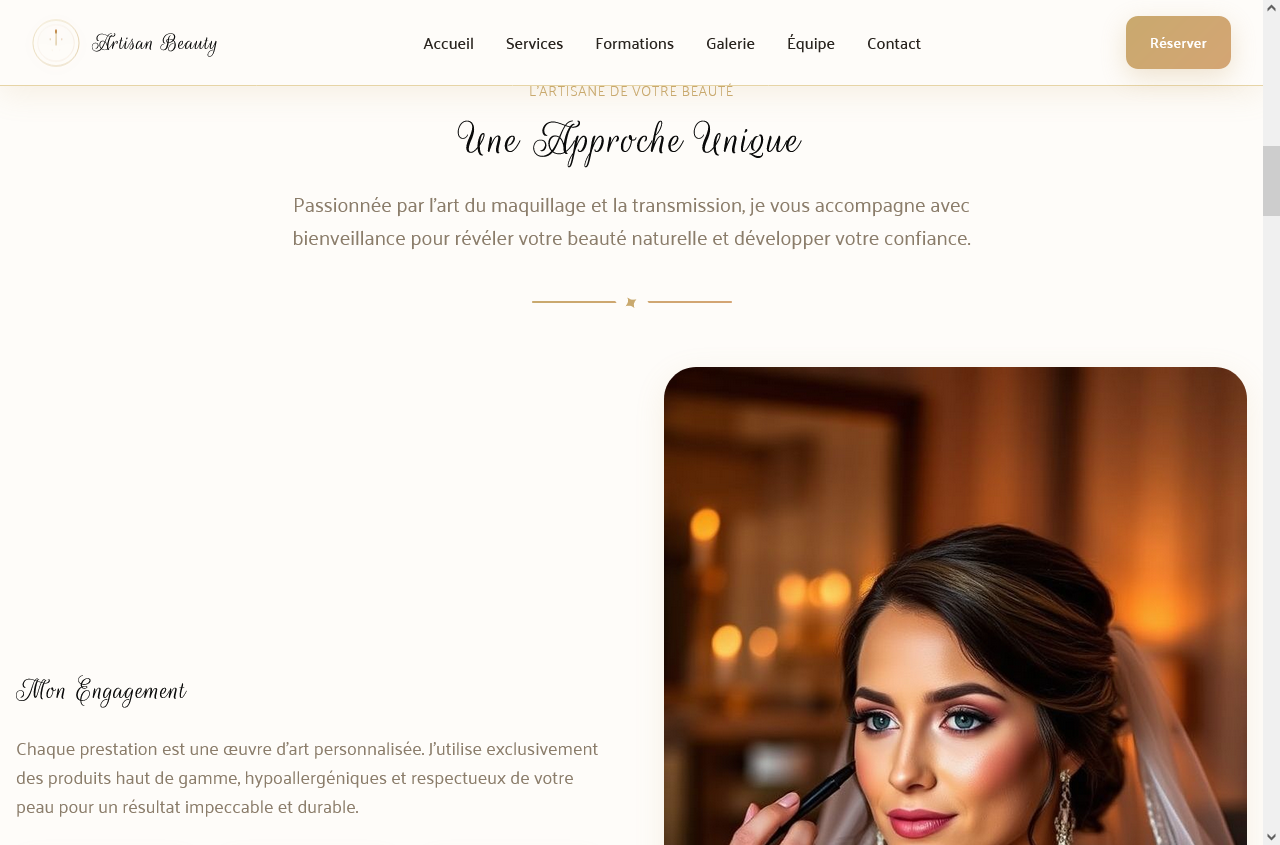 Artisan Beauty
Accueil
Services
Formations
Galerie
Équipe
Contact
Réserver
L'ARTISANE DE VOTRE BEAUTÉ
Une Approche Unique
Passionnée par l'art du maquillage et la transmission, je vous accompagne avec
bienveillance pour révéler votre beauté naturelle et développer votre confiance.
Mon Engagement
Chaque prestation est une œuvre d'art personnalisée. J'utilise exclusivement
des produits haut de gamme, hypoallergéniques et respectueux de votre
peau pour un résultat impeccable et durable.